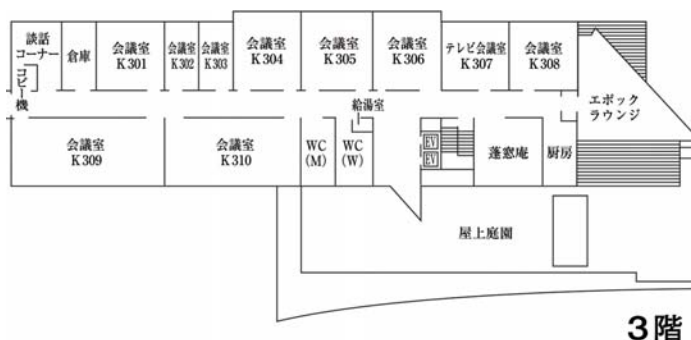 談話
コーナー
倉庫
会議室
K301
会議室
K302
会議室
K303
会議室
K304
会議室
K305
会議室
K306
テレビ会議室
K307
会議室
K308
コピー機
給湯室
エポック
ラウンジ
会議室
K309
会議室
K310
WC
(M)
WC
(W)
EV
EV
蓬窓庵
厨房
屋上庭園
3階